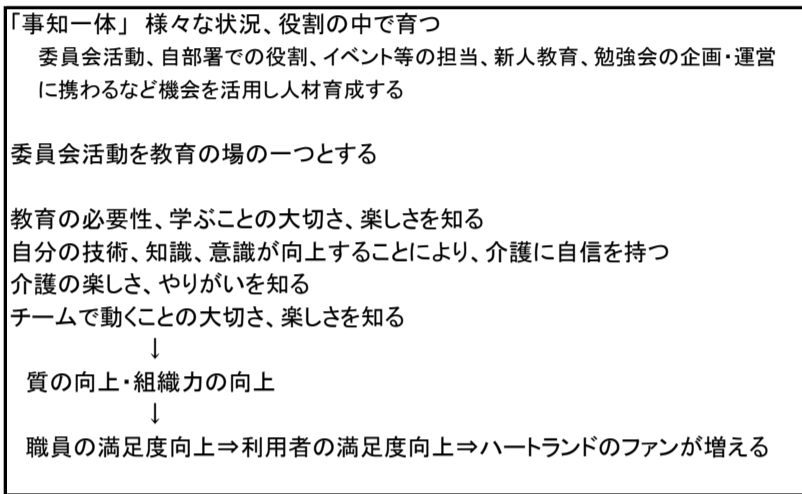 「事知一体」 様々な状況、役割の中で育つ
委員会活動、自部署での役割、イベント等の担当、新人教育、勉強会の企画・運営
に携わるなど機会を活用し人材育成する
委員会活動を教育の場の一つとする
教育の必要性、学ぶことの大切さ、楽しさを知る
自分の技術、知識、意識が向上することにより、介護に自信を持つ
介護の楽しさ、やりがいを知る
チームで動くことの大切さ、楽しさを知る
↓
質の向上・組織力の向上
↓
職員の満足度向上⇒利用者の満足度向上⇒ハートランドのファンが増える